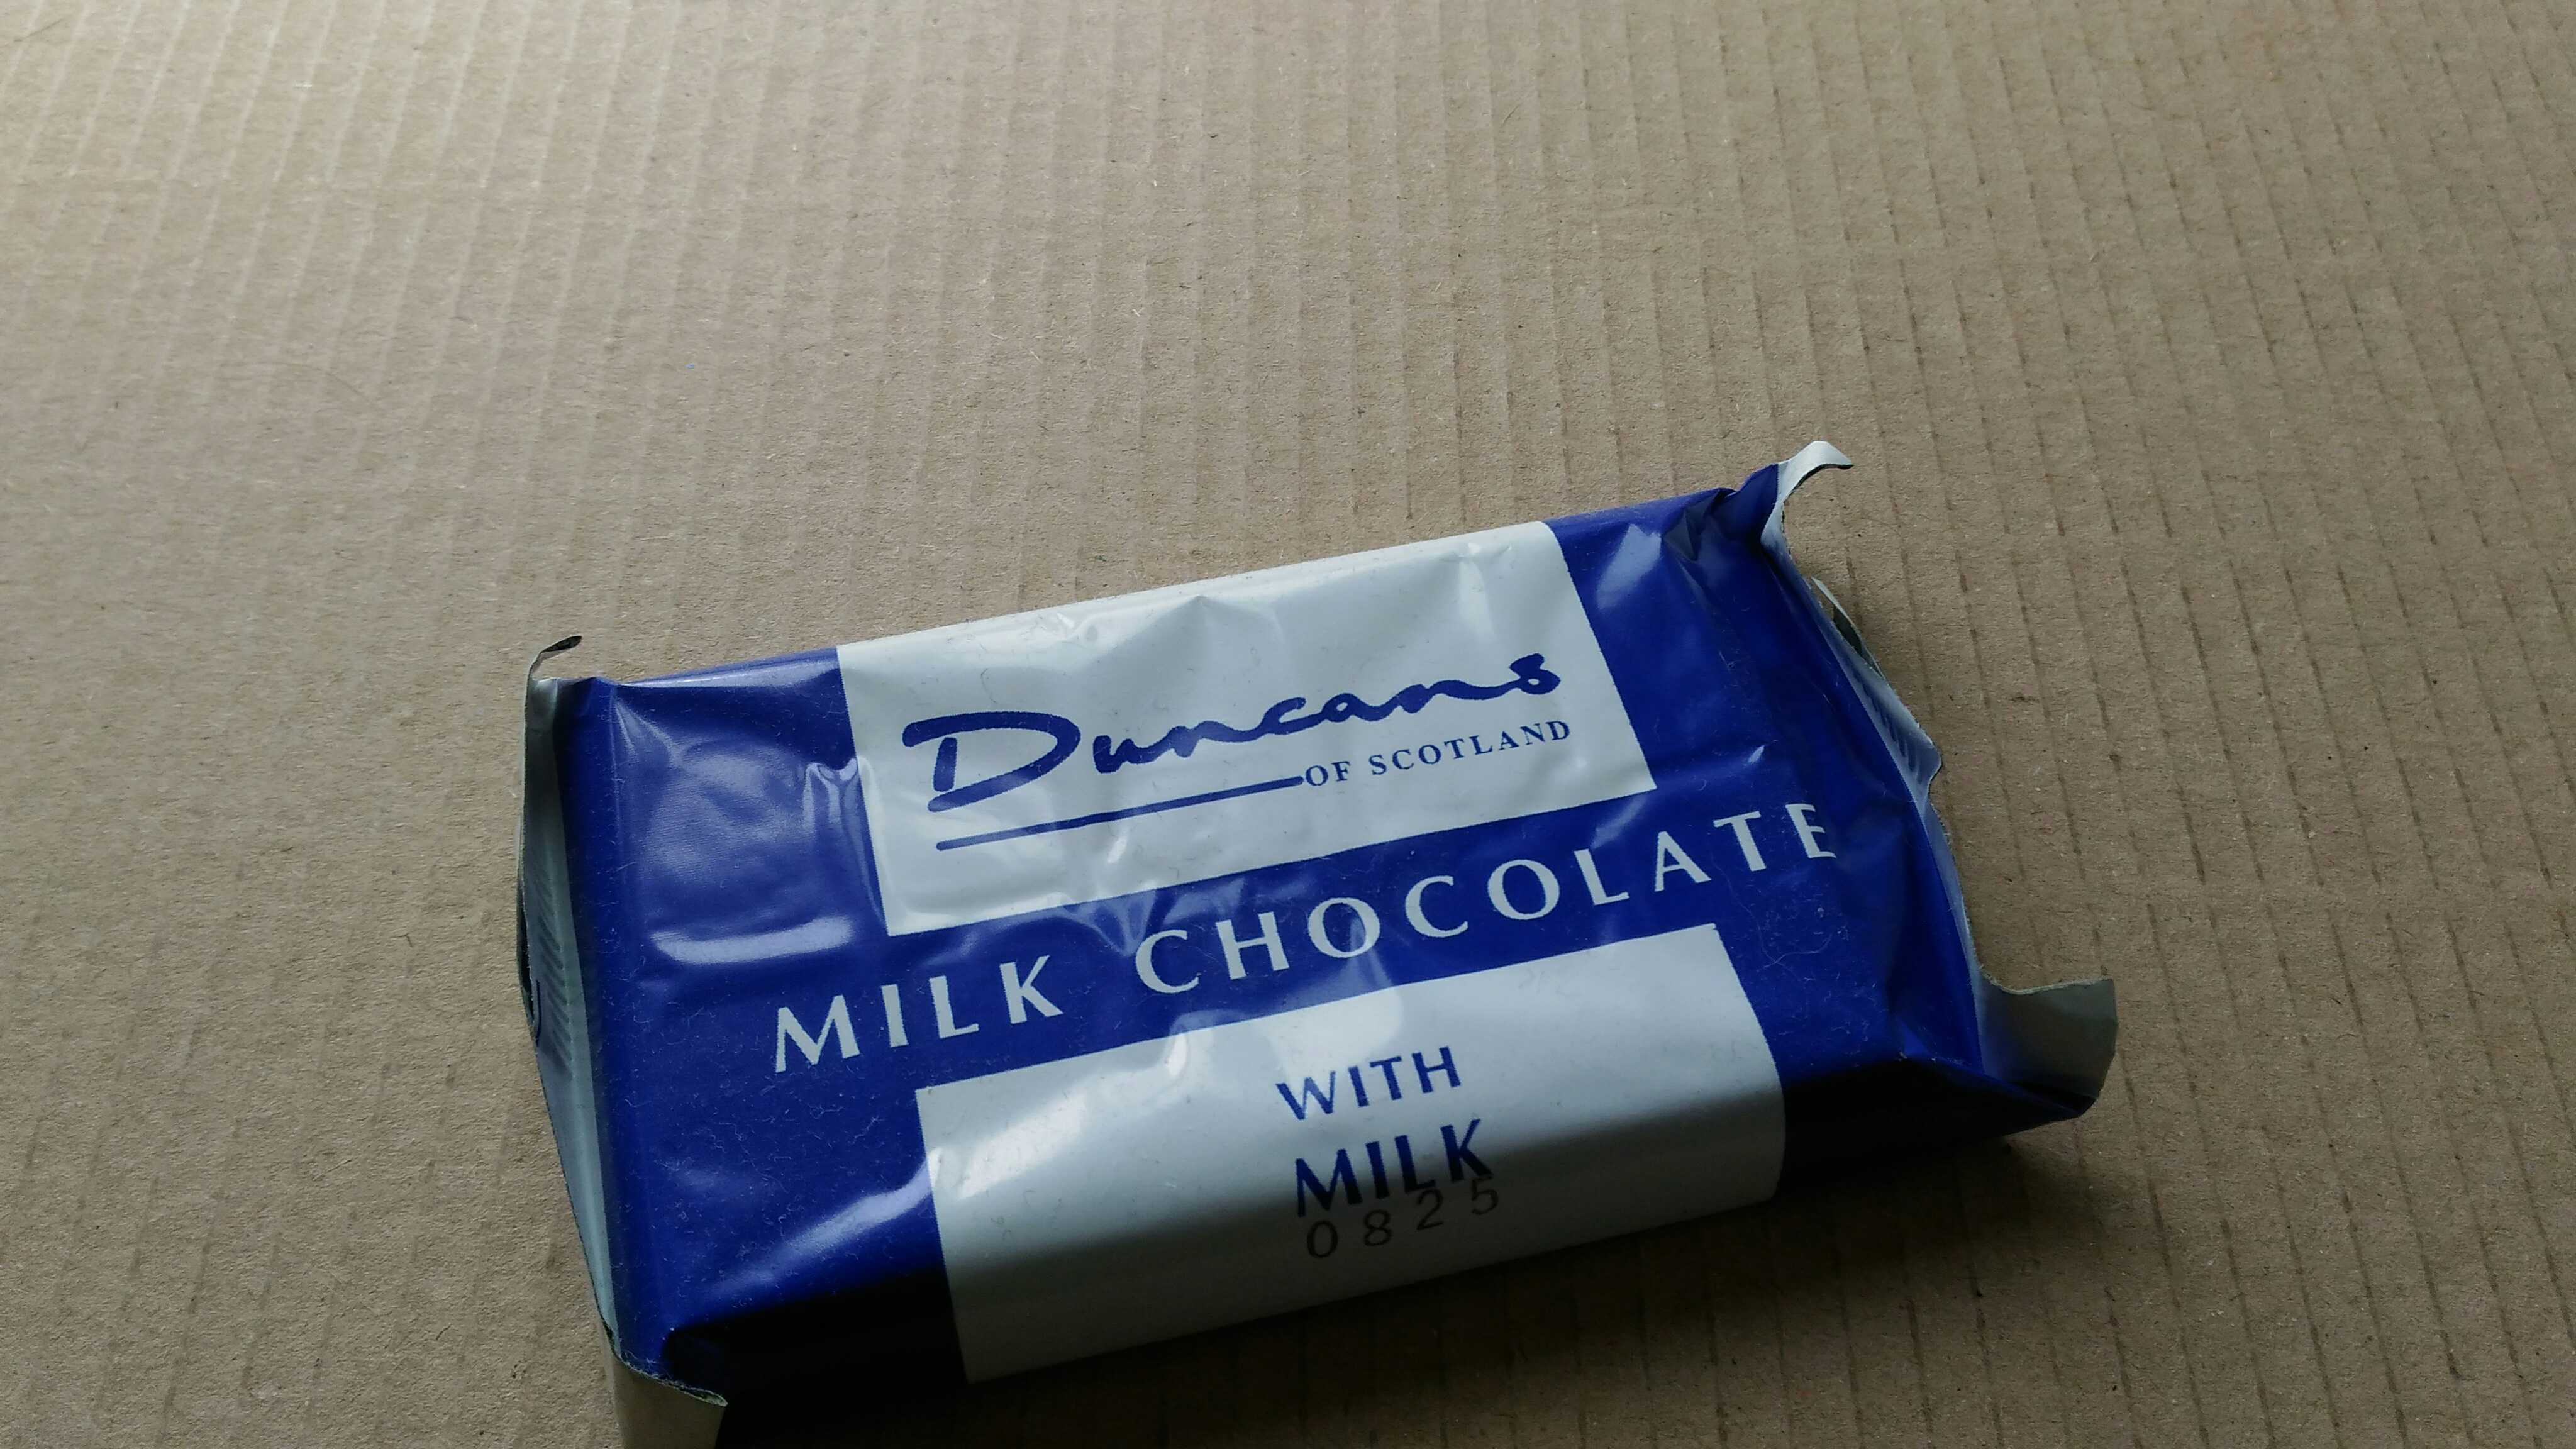 Duncans
OF SCOTLAND
MILK CHOCOLATE
WITH
MILK
0825